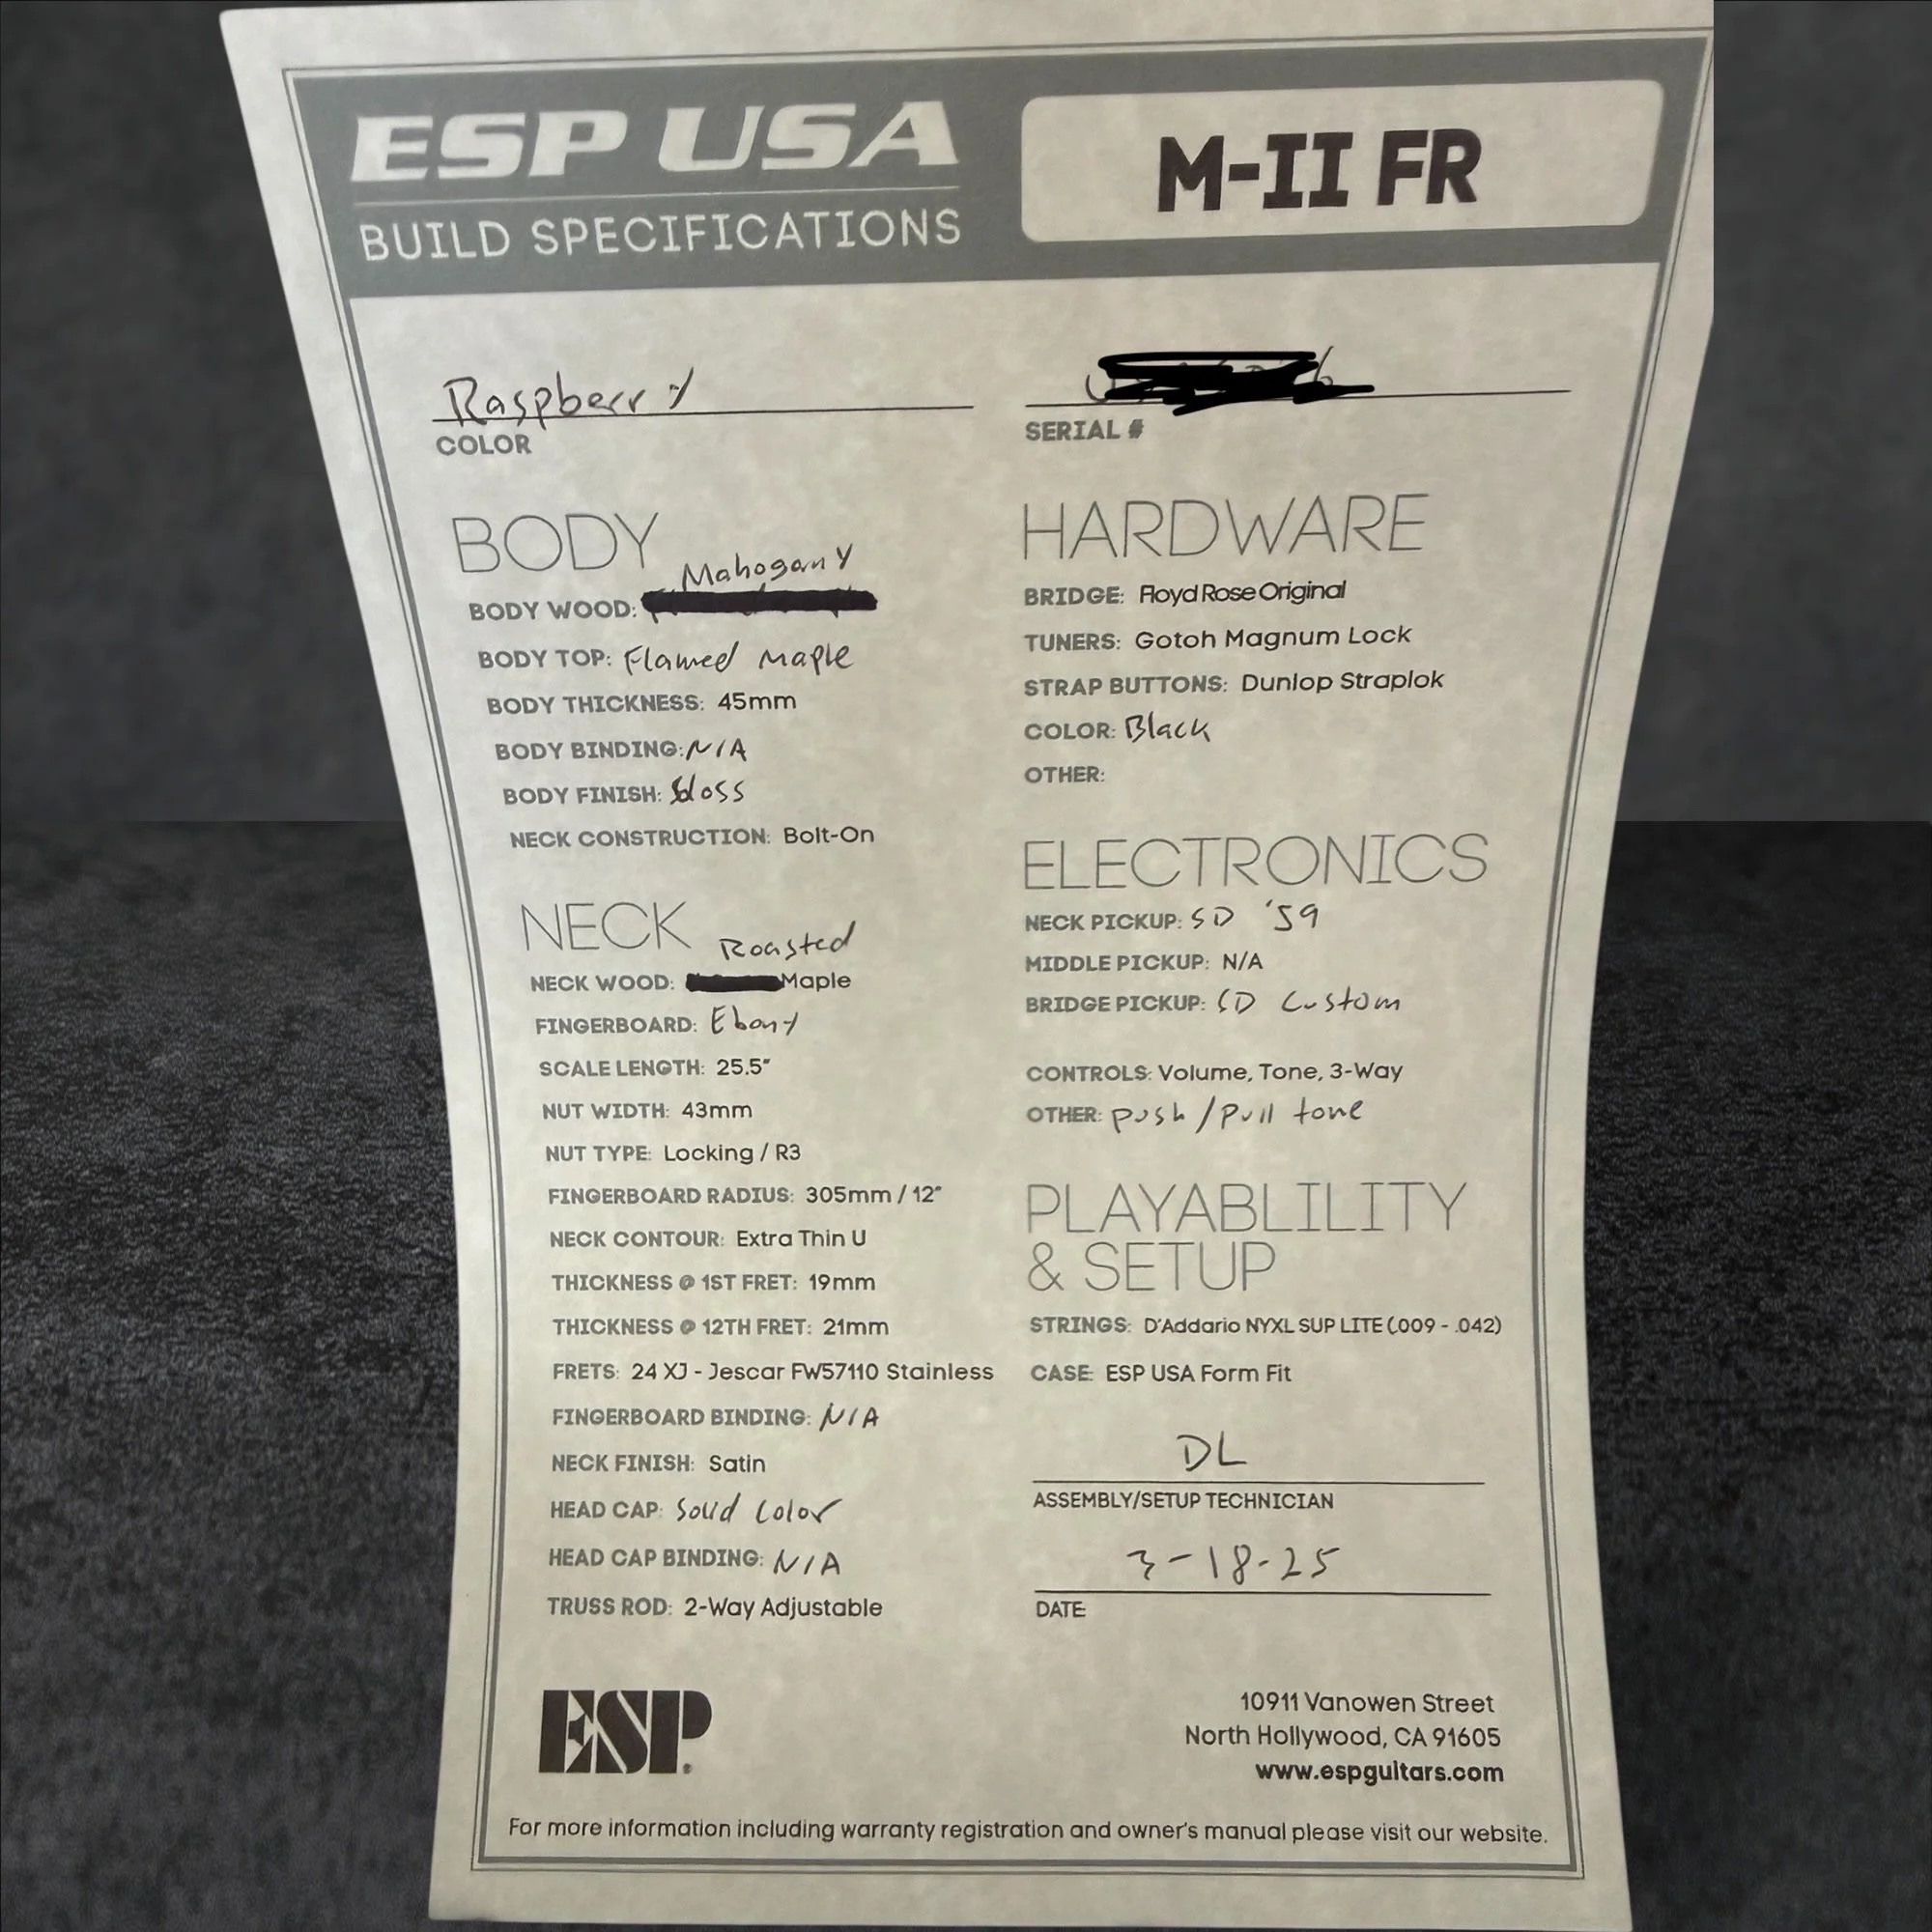 ESP USA
BUILD SPECIFICATIONS
M-II FR
Raspberry
COLOR
SERIAL #
BODY
Mahogany
BODY WOOD:
BODY TOP: Flamed Maple
BODY THICKNESS: 45mm
BODY BINDING: N/A
BODY FINISH: Gloss
NECK CONSTRUCTION: Bolt-On
NECK
Roasted
NECK WOOD: Maple
FINGERBOARD: Ebony
SCALE LENGTH: 25.5"
NUT WIDTH: 43mm
NUT TYPE: Locking / R3
FINGERBOARD RADIUS: 305mm / 12"
NECK CONTOUR: Extra Thin U
THICKNESS @ 1ST FRET: 19mm
THICKNESS @ 12TH FRET: 21mm
FRETS: 24 XJ - Jescar FW57110 Stainless
FINGERBOARD BINDING: N/A
NECK FINISH: Satin
HEAD CAP: Solid Color
HEAD CAP BINDING: N/A
TRUSS ROD: 2-Way Adjustable
HARDWARE
BRIDGE: Floyd Rose Original
TUNERS: Gotoh Magnum Lock
STRAP BUTTONS: Dunlop Straplok
COLOR: Black
OTHER:
ELECTRONICS
NECK PICKUP: SD '59
MIDDLE PICKUP: N/A
BRIDGE PICKUP: SD Custom
CONTROLS: Volume, Tone, 3-Way
OTHER: push/pull tone
PLAYABLILITY
& SETUP
STRINGS: D'Addario NYXL SUP LITE (.009 - .042)
CASE: ESP USA Form Fit
DL
ASSEMBLY/SETUP TECHNICIAN
3-18-25
DATE
ESP
10911 Vanowen Street
North Hollywood, CA 91605
www.espguitars.com
For more information including warranty registration and owner's manual please visit our website.